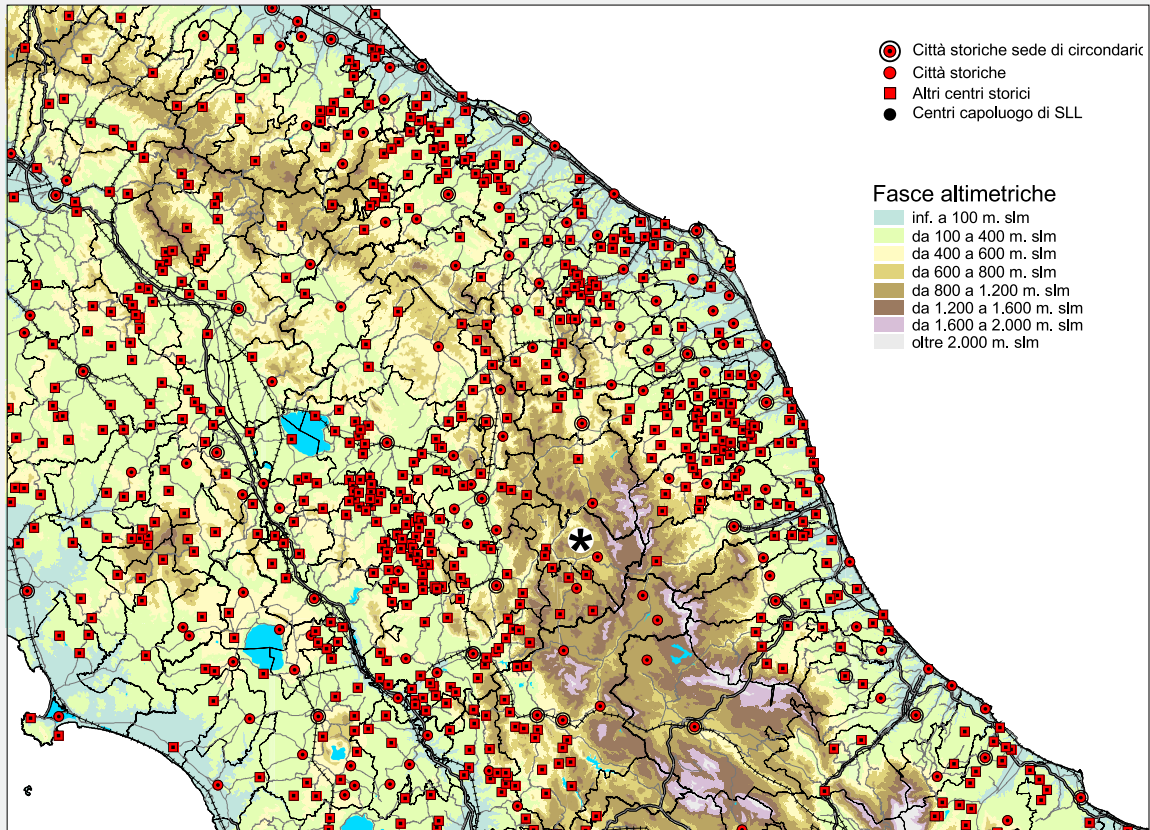 Città storiche sede di circondaric
Città storiche
Altri centri storici
Centri capoluogo di SLL
Fasce altimetriche
inf. a 100 m. slm
da 100 a 400 m. slm
da 400 a 600 m. slm
da 600 a 800 m. slm
da 800 a 1.200 m. slm
da 1.200 a 1.600 m. slm
da 1.600 a 2.000 m. slm
oltre 2.000 m. slm
*